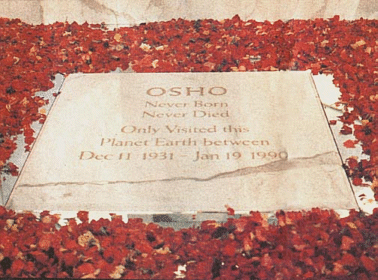 OSHO
Never Born
Never Died
Only Visited this
Planet Earth between
Dec 11 1931 – Jan 19 1990